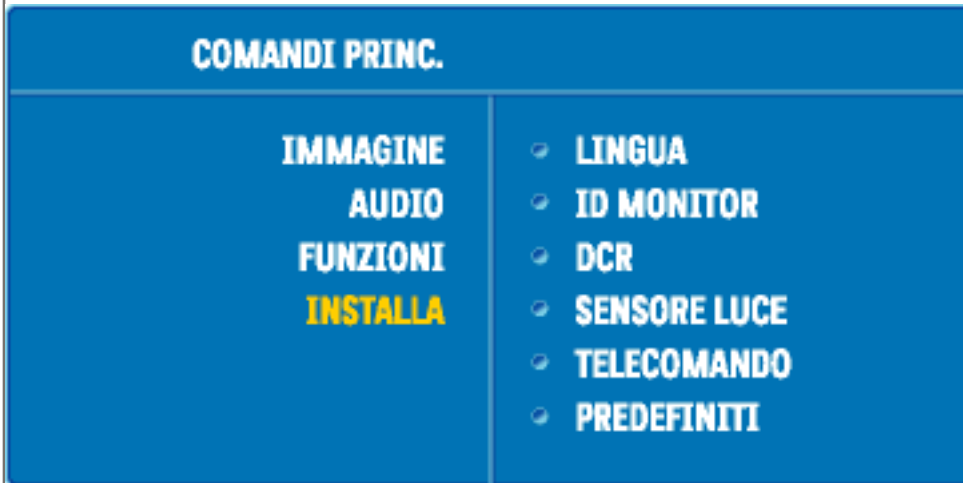 COMANDI PRINC.
IMMAGINE
AUDIO
FUNZIONI
INSTALLA
LINGUA
ID MONITOR
DCR
SENSORE LUCE
TELECOMANDO
PREDEFINITI